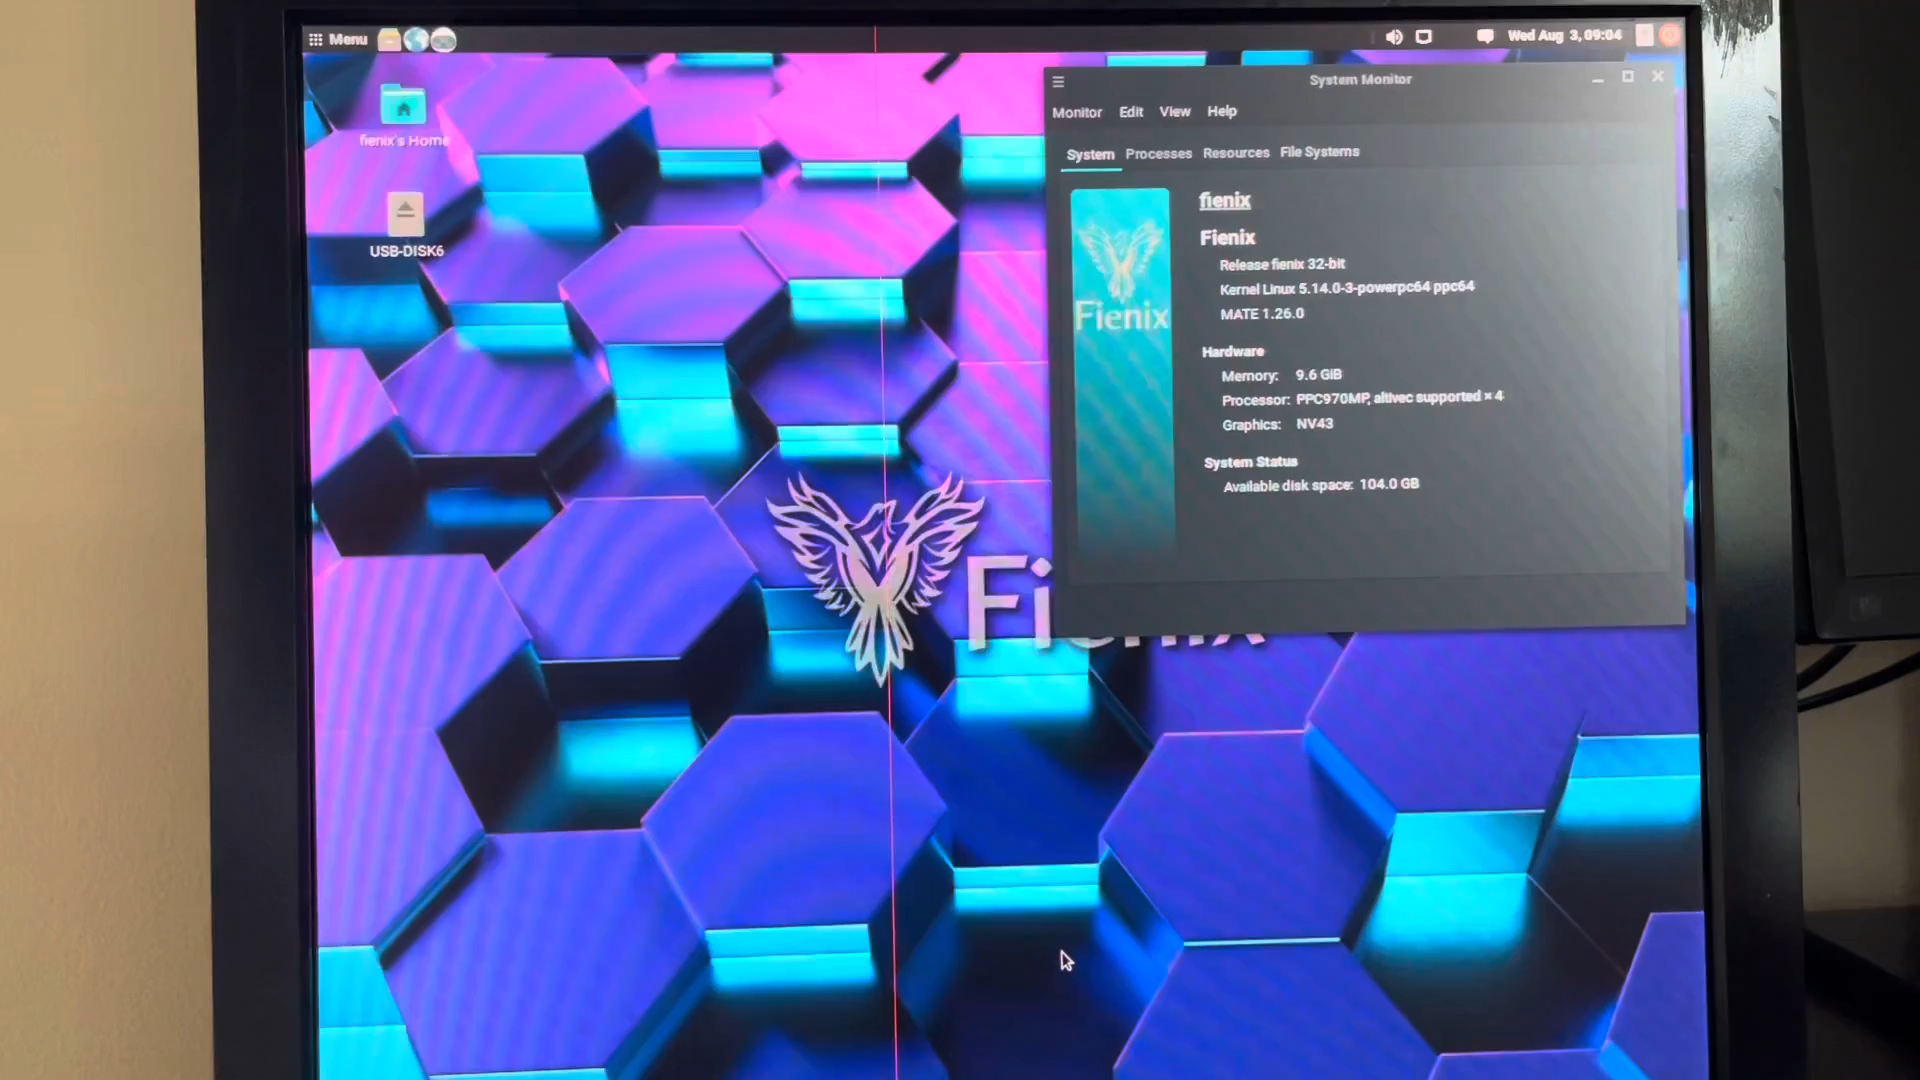 Menu
Wed Aug 3, 09:04
fienix's Home
USB-DISK6
System Monitor
Monitor Edit View Help
System Processes Resources File Systems
Fienix
fienix
Fienix
Release fienix 32-bit
Kernel Linux 5.14.0-3-powerpc64 ppc64
MATE 1.26.0
Hardware
Memory: 9.6 GiB
Processor: PPC970MP, altivec supported × 4
Graphics: NV43
System Status
Available disk space: 104.0 GB
Fienix